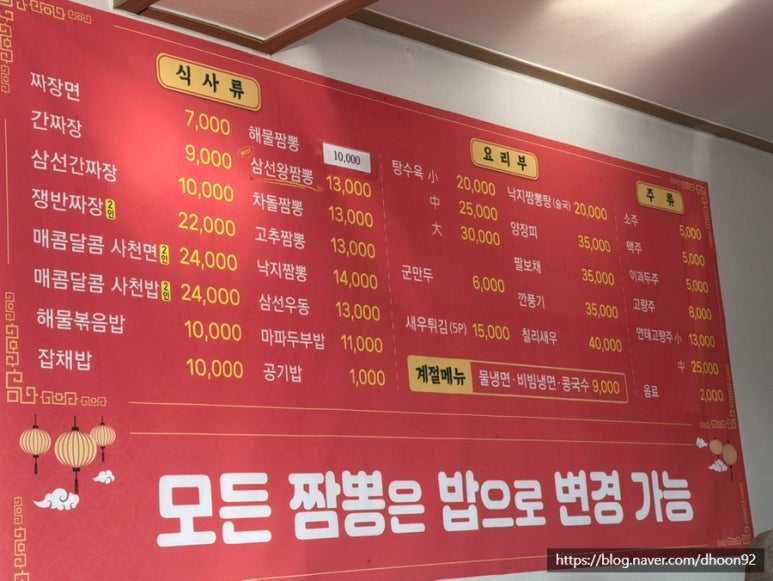 식사류
짜장면 7,000
간짜장 9,000
삼선간짜장 10,000
쟁반짜장 2인 22,000
매콤달콤 사천면 2인 24,000
매콤달콤 사천밥 2인 24,000
해물볶음밥 10,000
잡채밥 10,000
해물짬뽕 10,000
BEST 삼선왕짬뽕 13,000
차돌짬뽕 13,000
고추짬뽕 13,000
낙지짬뽕 14,000
삼선우동 13,000
마파두부밥 11,000
공기밥 1,000
요리부
탕수육 小 20,000
中 25,000
大 30,000
군만두 6,000
새우튀김 (5P) 15,000
낙지짬뽕탕 (술국) 20,000
양장피 35,000
팔보채 35,000
깐풍기 35,000
칠리새우 40,000
계절메뉴 물냉면·비빔냉면·콩국수 9,000
주류
소주 5,000
맥주 5,000
이과두주 5,000
고량주 8,000
연태고량주 小 13,000
中 25,000
음료 2,000
모든 짬뽕은 밥으로 변경 가능
https://blog.naver.com/dhoon92